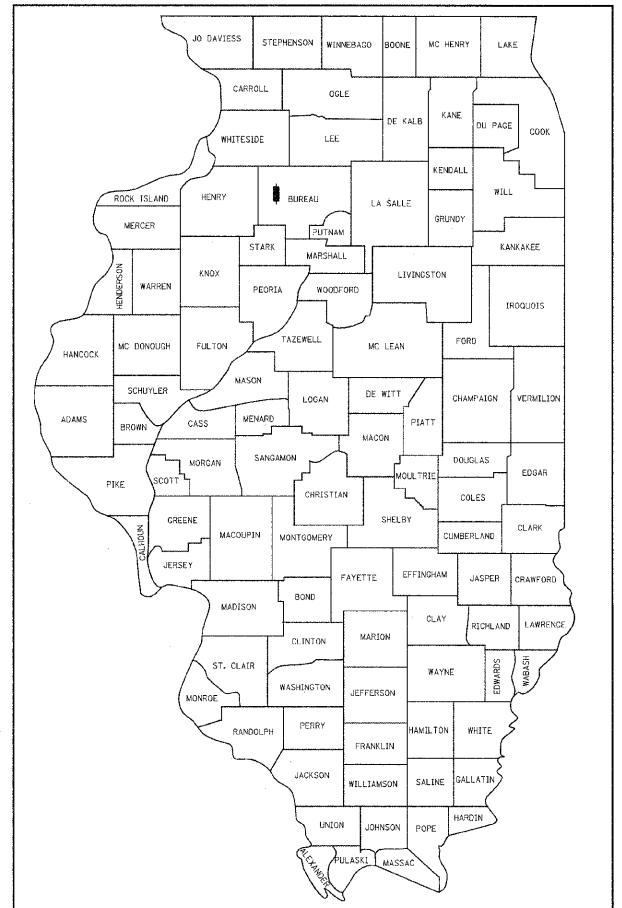 JO DAVIESS
STEPHENSON
WINNEBAGO
BOONE
MC HENRY
LAKE
CARROLL
OGLE
DE KALB
KANE
DU PAGE
COOK
WHITESIDE
LEE
KENDALL
WILL
ROCK ISLAND
HENRY
BUREAU
LA SALLE
GRUNDY
MERCER
PUTNAM
STARK
MARSHALL
KANKAKEE
HENDERSON
WARREN
KNOX
PEORIA
WOODFORD
LIVINGSTON
IROQUOIS
HANCOCK
MC DONOUGH
FULTON
TAZEWELL
MC LEAN
FORD
MASON
SCHUYLER
LOGAN
DE WITT
CHAMPAIGN
VERMILION
ADAMS
BROWN
CASS
MENARD
PIATT
MACON
MORGAN
SANGAMON
DOUGLAS
EDGAR
PIKE
SCOTT
CHRISTIAN
MOULTRIE
COLES
GREENE
MACOUPIN
MONTGOMERY
SHELBY
CUMBERLAND
CLARK
CALHOUN
JERSEY
FAYETTE
EFFINGHAM
JASPER
CRAWFORD
MADISON
BOND
CLAY
RICHLAND
LAWRENCE
CLINTON
MARION
ST. CLAIR
WAYNE
EDWARDS
WABASH
MONROE
WASHINGTON
JEFFERSON
RANDOLPH
PERRY
HAMILTON
WHITE
FRANKLIN
JACKSON
WILLIAMSON
SALINE
GALLATIN
UNION
JOHNSON
POPE
HARDIN
ALEXANDER
PULASKI
MASSAC